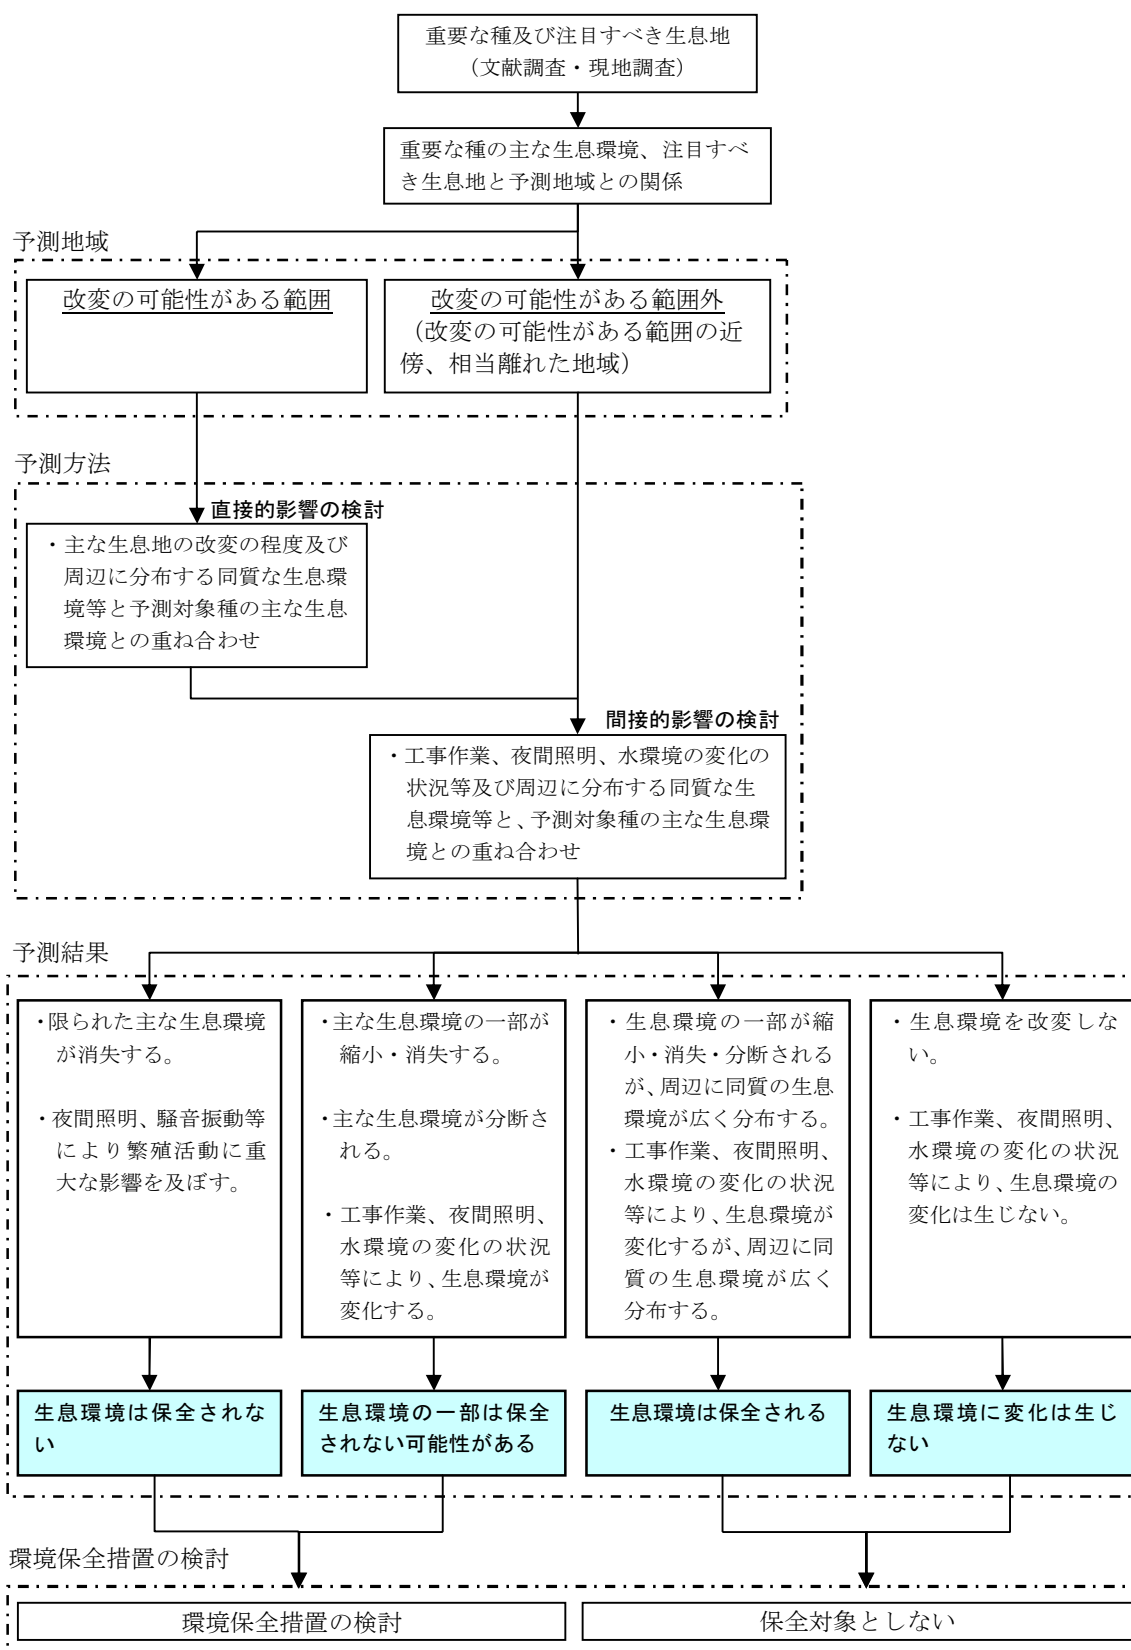 重要な種及び注目すべき生息地
（文献調査・現地調査）
重要な種の主な生息環境、注目すべ
き生息地と予測地域との関係
予測地域
改変の可能性がある範囲
改変の可能性がある範囲外
（改変の可能性がある範囲の近
傍、相当離れた地域）
予測方法
直接的影響の検討
・主な生息地の改変の程度及び
周辺に分布する同質な生息環
境等と予測対象種の主な生息
環境との重ね合わせ
間接的影響の検討
・工事作業、夜間照明、水環境の変化の
状況等及び周辺に分布する同質な生
息環境等と、予測対象種の主な生息環
境との重ね合わせ
予測結果
・限られた主な生息環境
が消失する。
・夜間照明、騒音振動等
により繁殖活動に重
大な影響を及ぼす。
・主な生息環境の一部が
縮小・消失する。
・主な生息環境が分断さ
れる。
・工事作業、夜間照明、
水環境の変化の状況
等により、生息環境が
変化する。
・生息環境の一部が縮
小・消失・分断される
が、周辺に同質の生息
環境が広く分布する。
・工事作業、夜間照明、
水環境の変化の状況
等により、生息環境が
変化するが、周辺に同
質の生息環境が広く
分布する。
・生息環境を改変しな
い。
・工事作業、夜間照明、
水環境の変化の状況
等により、生息環境の
変化は生じない。
生息環境は保全されな
い
生息環境の一部は保全
されない可能性がある
生息環境は保全される
生息環境に変化は生じ
ない
環境保全措置の検討
環境保全措置の検討
保全対象としない